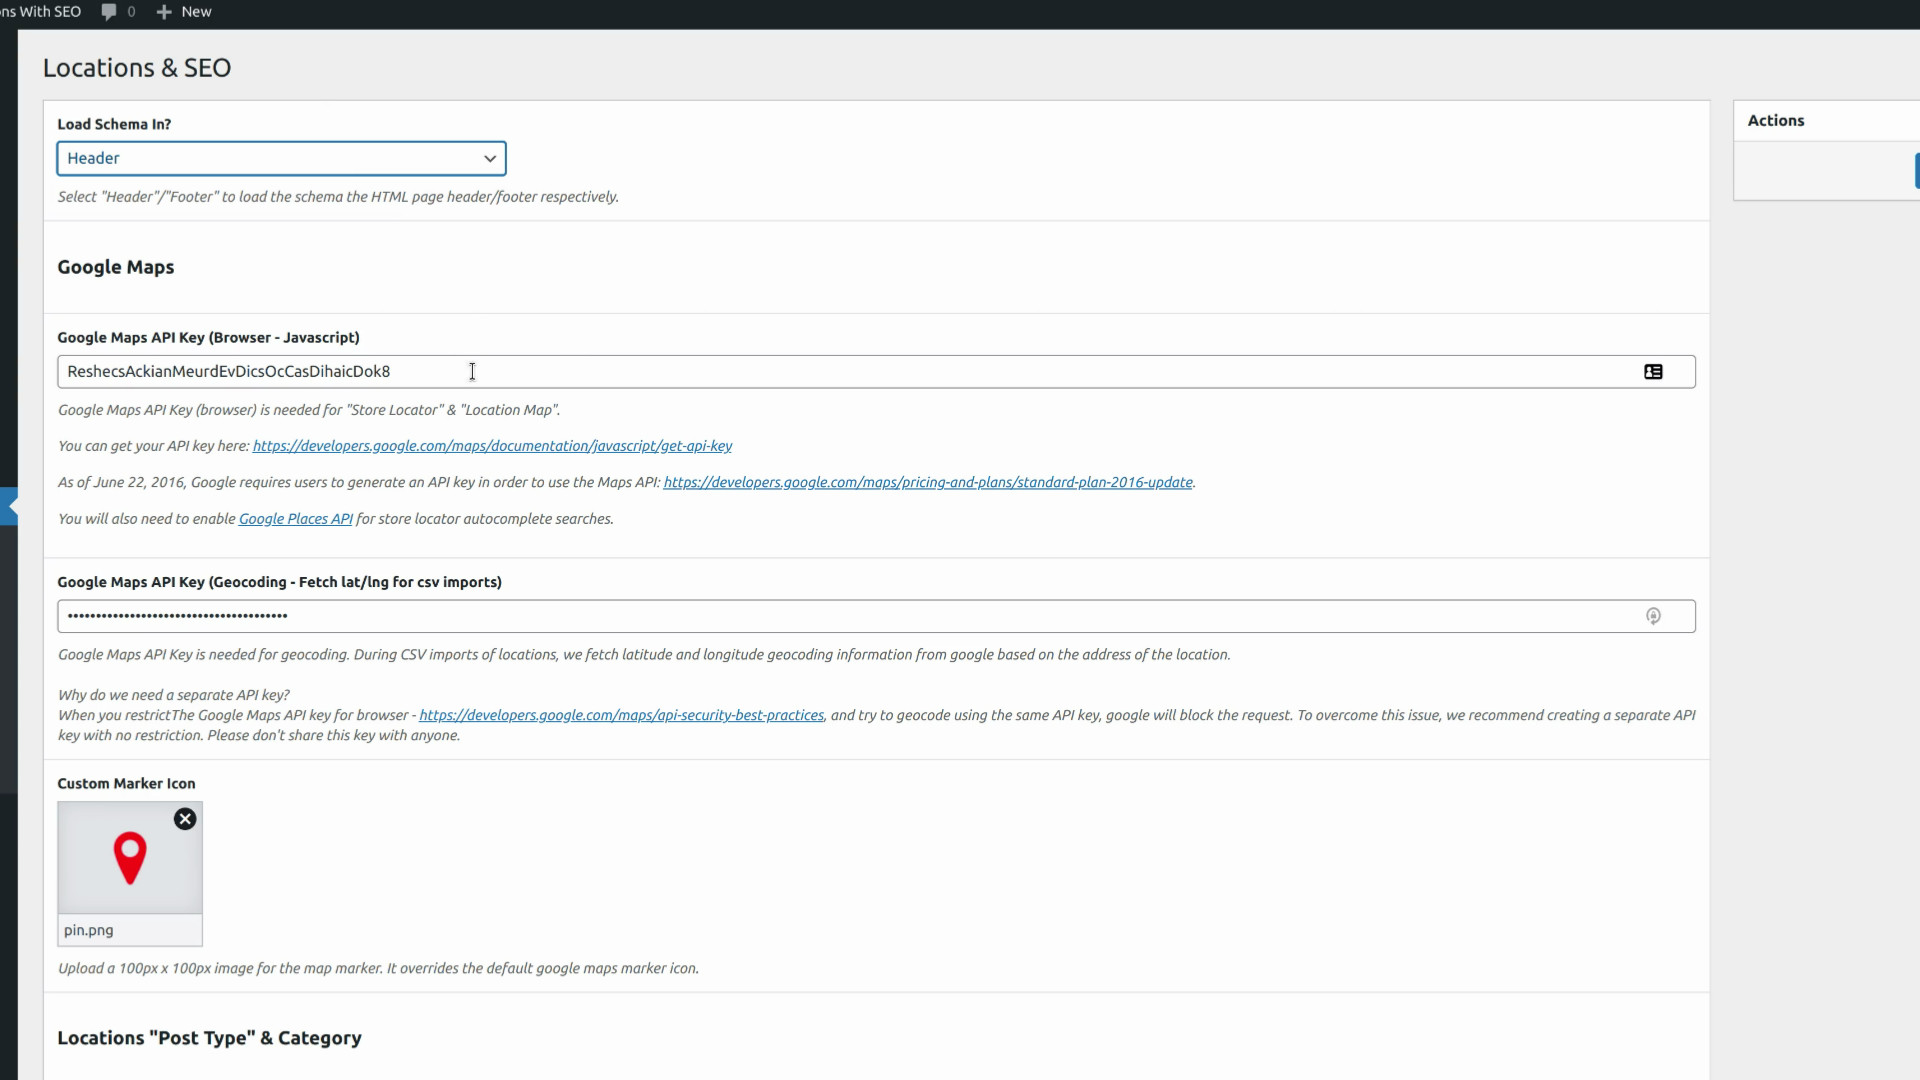 ns With SEO 0 New
Locations & SEO
Actions
Load Schema In?
Header
Select "Header"/"Footer" to load the schema the HTML page header/footer respectively.
Google Maps
Google Maps API Key (Browser - Javascript)
ReshecsAckianMeurdEvDicsOcCasDihaicDok8
Google Maps API Key (browser) is needed for "Store Locator" & "Location Map".
You can get your API key here: https://developers.google.com/maps/documentation/javascript/get-api-key
As of June 22, 2016, Google requires users to generate an API key in order to use the Maps API: https://developers.google.com/maps/pricing-and-plans/standard-plan-2016-update.
You will also need to enable Google Places API for store locator autocomplete searches.
Google Maps API Key (Geocoding - Fetch lat/lng for csv imports)
•••••••••••••••••••••••••••••••••••••••
Google Maps API Key is needed for geocoding. During CSV imports of locations, we fetch latitude and longitude geocoding information from google based on the address of the location.
Why do we need a separate API key?
When you restrictThe Google Maps API key for browser - https://developers.google.com/maps/api-security-best-practices, and try to geocode using the same API key, google will block the request. To overcome this issue, we recommend creating a separate API
key with no restriction. Please don't share this key with anyone.
Custom Marker Icon
pin.png
Upload a 100px x 100px image for the map marker. It overrides the default google maps marker icon.
Locations "Post Type" & Category